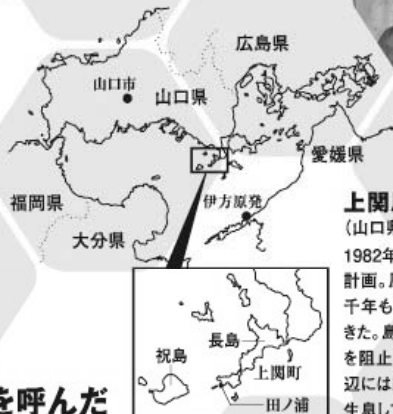 広島県
山口市
山口県
愛媛県
福岡県
伊方原発
大分県
長島
祝島
上関町
田ノ浦
上関
(山口県
1982年
計画。
千年も
きた。島
を阻止
辺には
生息し
を呼んだ